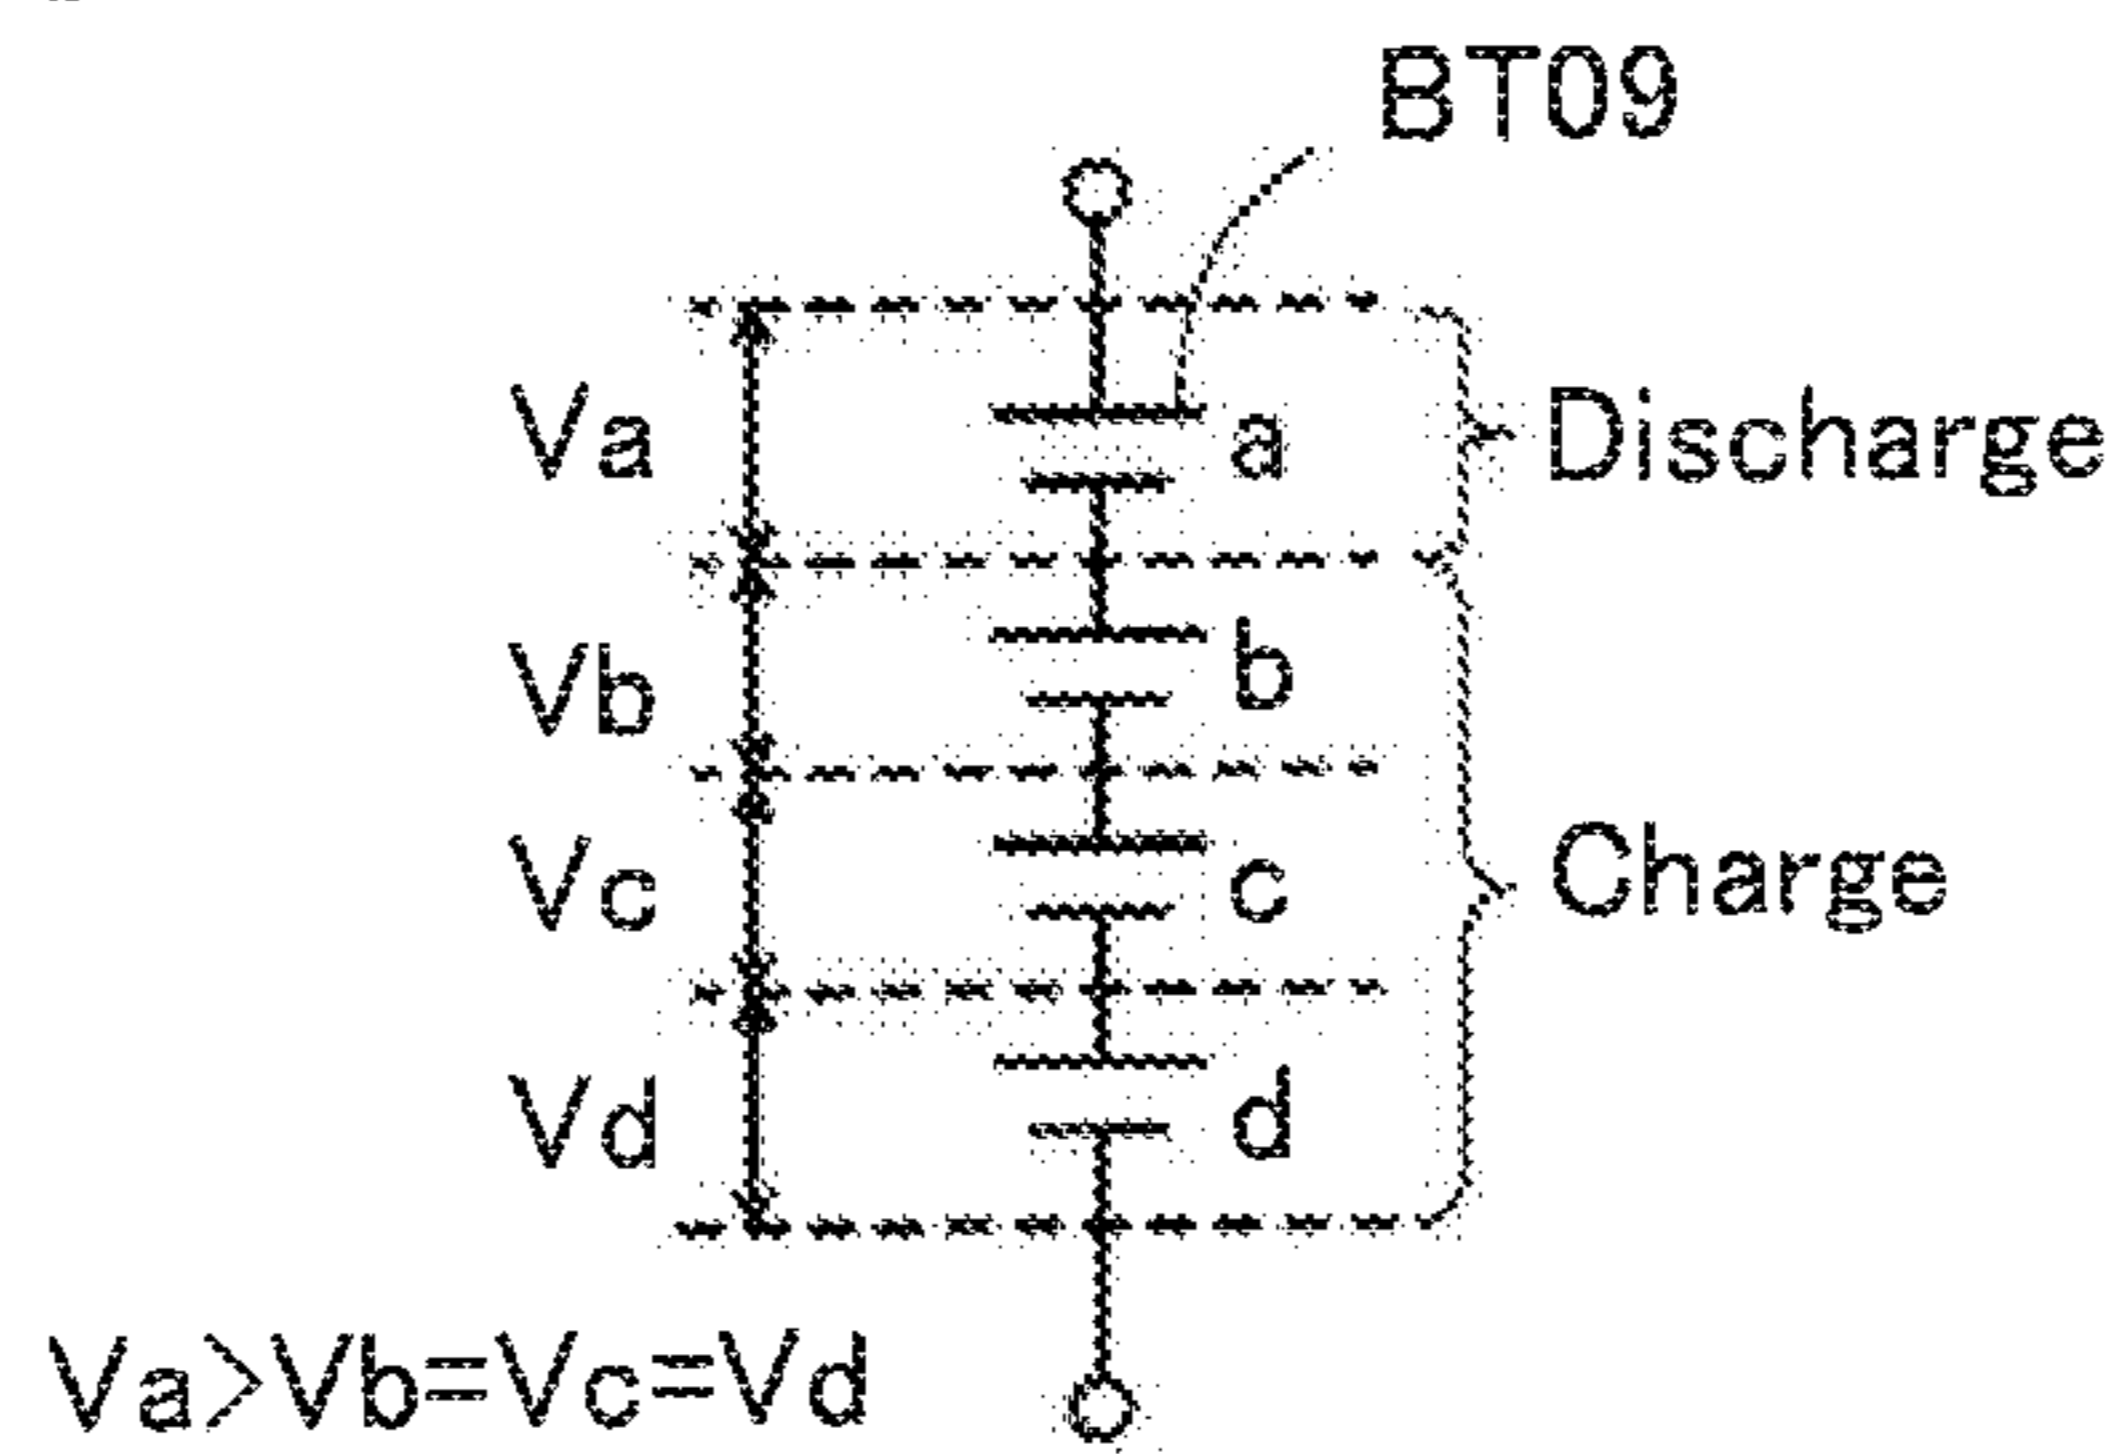 BT09
Va
a
Discharge
Vb
b
Vc
c
Charge
Vd
d
Va>Vb=Vc=Vd